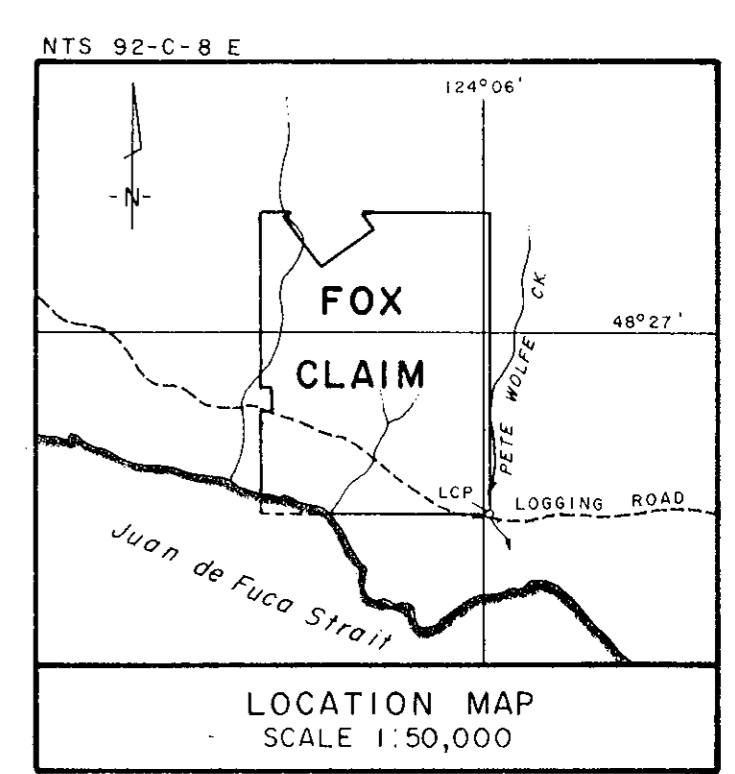 NTS 92-C-8 E
124°06'
-N-
FOX
CLAIM
48°27'
PETE WOLFE CK.
LCP
LOGGING ROAD
Juan de Fuca Strait
LOCATION MAP
SCALE 1:50,000